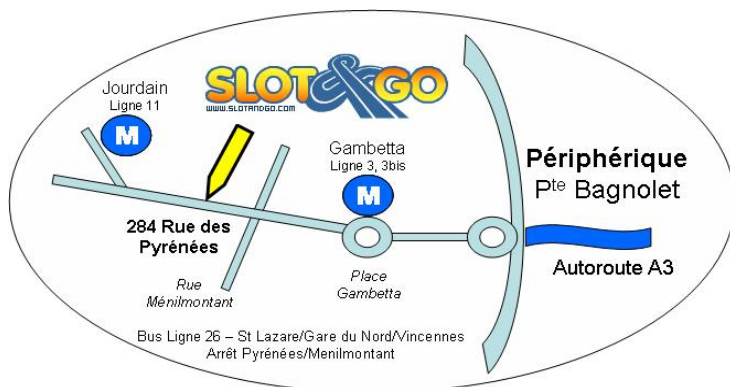 SLOT & GO
WWW.SLOTANDGO.COM
Jourdain
Ligne 11
M
Gambetta
Ligne 3, 3bis
M
Périphérique
Pte Bagnolet
284 Rue des
Pyrénées
Autoroute A3
Rue
Ménilmontant
Place
Gambetta
Bus Ligne 26 – St Lazare/Gare du Nord/Vincennes
Arrêt Pyrénées/Menilmontant